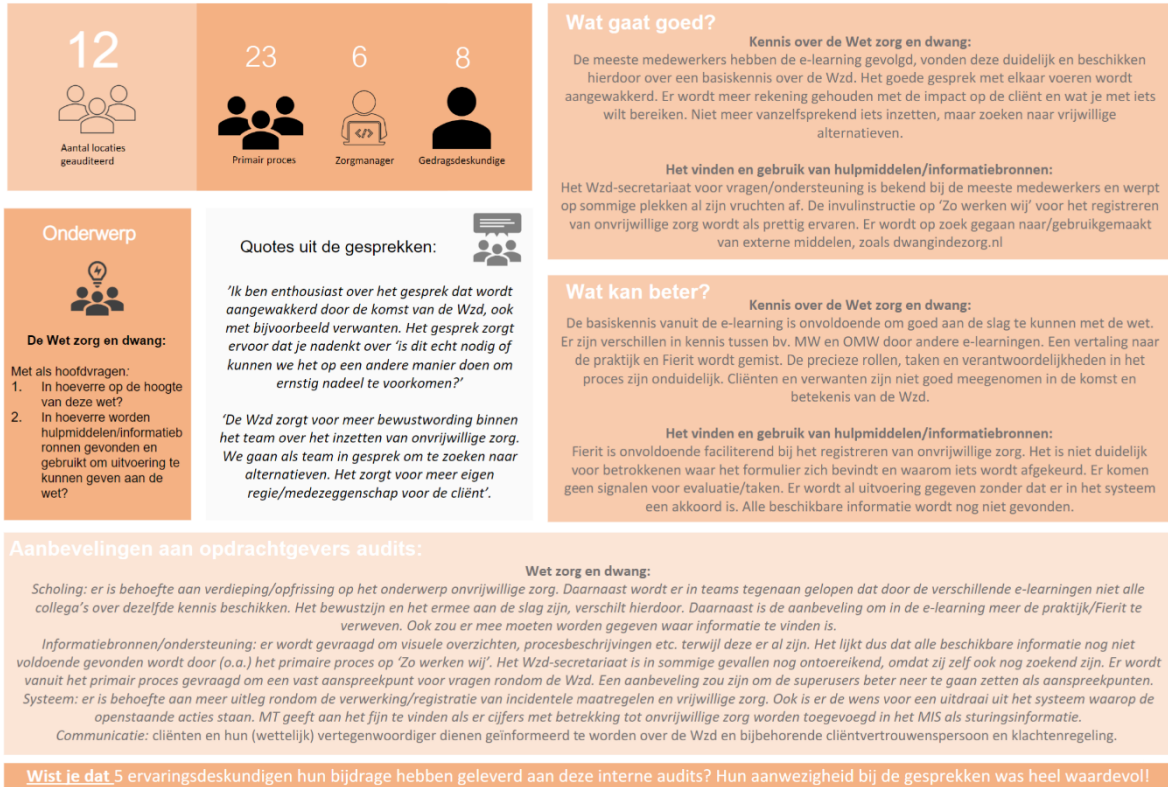 12
Aantal locaties
geauditeerd
23
Primair proces
6
Zorgmanager
8
Gedragsdeskundige
Onderwerp
De Wet zorg en dwang:
Met als hoofdvragen:
1. In hoeverre op de hoogte
van deze wet?
2. In hoeverre worden
hulpmiddelen/informatieb
ronnen gevonden en
gebruikt om uitvoering te
kunnen geven aan de
wet?
Quotes uit de gesprekken:
'Ik ben enthousiast over het gesprek dat wordt
aangewakkerd door de komst van de Wzd, ook
met bijvoorbeeld verwanten. Het gesprek zorgt
ervoor dat je nadenkt over 'is dit echt nodig of
kunnen we het op een andere manier doen om
ernstig nadeel te voorkomen?'
'De Wzd zorgt voor meer bewustwording binnen
het team over het inzetten van onvrijwillige zorg.
We gaan als team in gesprek om te zoeken naar
alternatieven. Het zorgt voor meer eigen
regie/medezeggenschap voor de cliënt'.
Wat gaat goed?
Kennis over de Wet zorg en dwang:
De meeste medewerkers hebben de e-learning gevolgd, vonden deze duidelijk en beschikken
hierdoor over een basiskennis over de Wzd. Het goede gesprek met elkaar voeren wordt
aangewakkerd. Er wordt meer rekening gehouden met de impact op de cliënt en wat je met iets
wilt bereiken. Niet meer vanzelfsprekend iets inzetten, maar zoeken naar vrijwillige
alternatieven.
Het vinden en gebruik van hulpmiddelen/informatiebronnen:
Het Wzd-secretariaat voor vragen/ondersteuning is bekend bij de meeste medewerkers en werpt
op sommige plekken al zijn vruchten af. De invulinstructie op 'Zo werken wij' voor het registreren
van onvrijwillige zorg wordt als prettig ervaren. Er wordt op zoek gegaan naar/gebruikgemaakt
van externe middelen, zoals dwangindezorg.nl
Wat kan beter?
Kennis over de Wet zorg en dwang:
De basiskennis vanuit de e-learning is onvoldoende om goed aan de slag te kunnen met de wet.
Er zijn verschillen in kennis tussen bv. MW en OMW door andere e-learningen. Een vertaling naar
de praktijk en Fierit wordt gemist. De precieze rollen, taken en verantwoordelijkheden in het
proces zijn onduidelijk. Cliënten en verwanten zijn niet goed meegenomen in de komst en
betekenis van de Wzd.
Het vinden en gebruik van hulpmiddelen/informatiebronnen:
Fierit is onvoldoende faciliterend bij het registreren van onvrijwillige zorg. Het is niet duidelijk
voor betrokkenen waar het formulier zich bevindt en waarom iets wordt afgekeurd. Er komen
geen signalen voor evaluatie/taken. Er wordt al uitvoering gegeven zonder dat er in het systeem
een akkoord is. Alle beschikbare informatie wordt nog niet gevonden.
Aanbevelingen aan opdrachtgevers audits:
Wet zorg en dwang:
Scholing: er is behoefte aan verdieping/opfrissing op het onderwerp onvrijwillige zorg. Daarnaast wordt er in teams tegenaan gelopen dat door de verschillende e-learningen niet alle
collega's over dezelfde kennis beschikken. Het bewustzijn en het ermee aan de slag zijn, verschilt hierdoor. Daarnaast is de aanbeveling om in de e-learning meer de praktijk/Fierit te
verweven. Ook zou er mee moeten worden gegeven waar informatie te vinden is.
Informatiebronnen/ondersteuning: er wordt gevraagd om visuele overzichten, procesbeschrijvingen etc. terwijl deze er al zijn. Het lijkt dus dat alle beschikbare informatie nog niet
voldoende gevonden wordt door (o.a.) het primaire proces op 'Zo werken wij'. Het Wzd-secretariaat is in sommige gevallen nog ontoereikend, omdat zij zelf ook nog zoekend zijn. Er wordt
vanuit het primair proces gevraagd om een vast aanspreekpunt voor vragen rondom de Wzd. Een aanbeveling zou zijn om de superusers beter neer te gaan zetten als aanspreekpunten.
Systeem: er is behoefte aan meer uitleg rondom de verwerking/registratie van incidentele maatregelen en vrijwillige zorg. Ook is er de wens voor een uitdraai uit het systeem waarop de
openstaande acties staan. MT geeft aan het fijn te vinden als er cijfers met betrekking tot onvrijwillige zorg worden toegevoegd in het MIS als sturingsinformatie.
Communicatie: cliënten en hun (wettelijk) vertegenwoordiger dienen geïnformeerd te worden over de Wzd en bijbehorende cliëntvertrouwenspersoon en klachtenregeling.
Wist je dat 5 ervaringsdeskundigen hun bijdrage hebben geleverd aan deze interne audits? Hun aanwezigheid bij de gesprekken was heel waardevol!